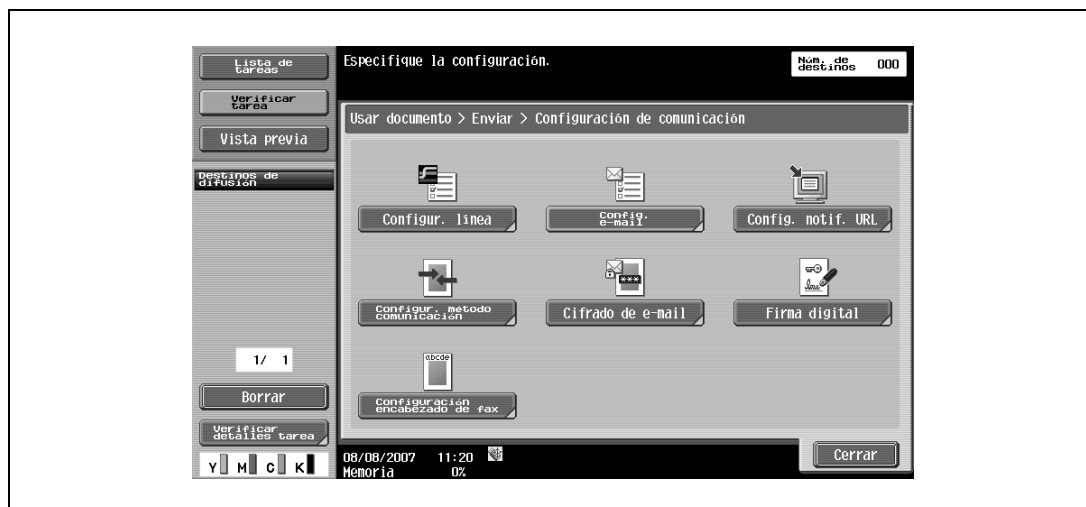 Lista de
tareas
Verificar
tarea
Vista previa
Destinos de
difusión
1/ 1
Borrar
Verificar
detalles tarea
Y M C K
Especifique la configuración.
Núm. de
destinos 000
Usar documento > Enviar > Configuración de comunicación
Configur. línea
Config.
e-mail
Config. notif. URL
Configur. método
comunicación
Cifrado de e-mail
Firma digital
abcde
Configuración
encabezado de fax
08/08/2007 11:20
Memoria 0%
Cerrar